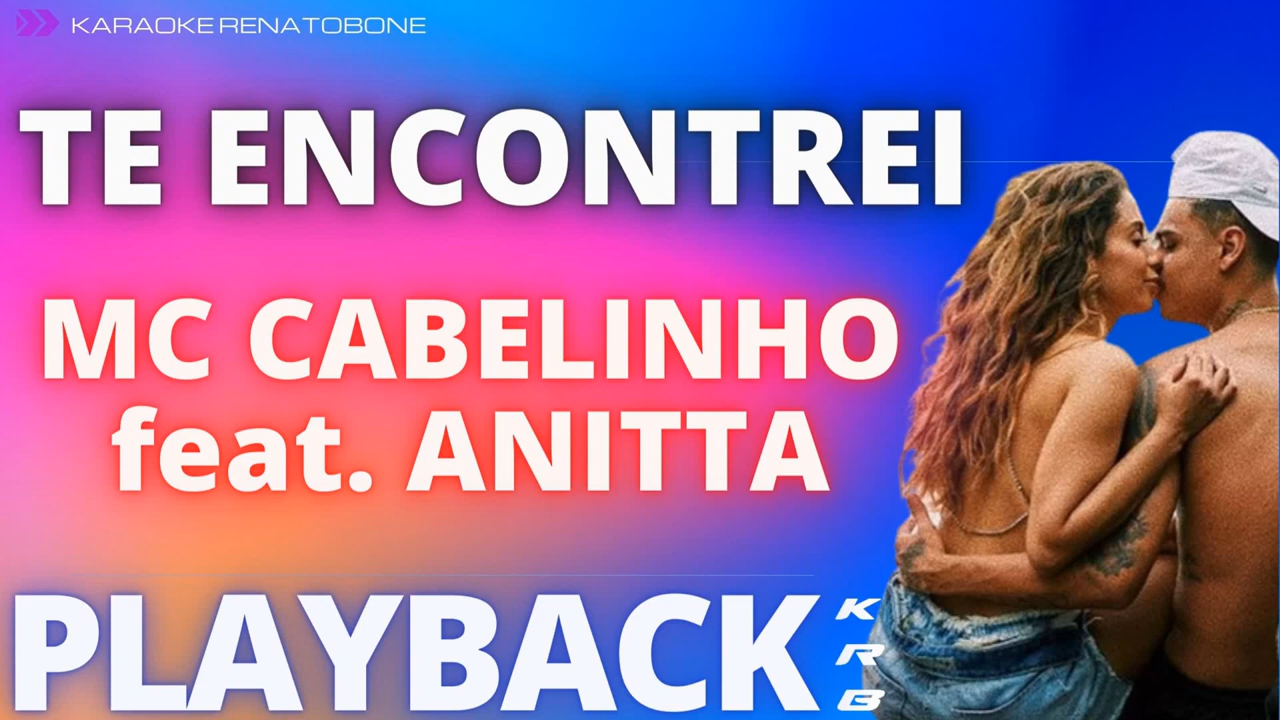 KARAOKE RENATOBONE
TE ENCONTREI
MC CABELINHO
feat. ANITTA
PLAYBACK
K
R
B